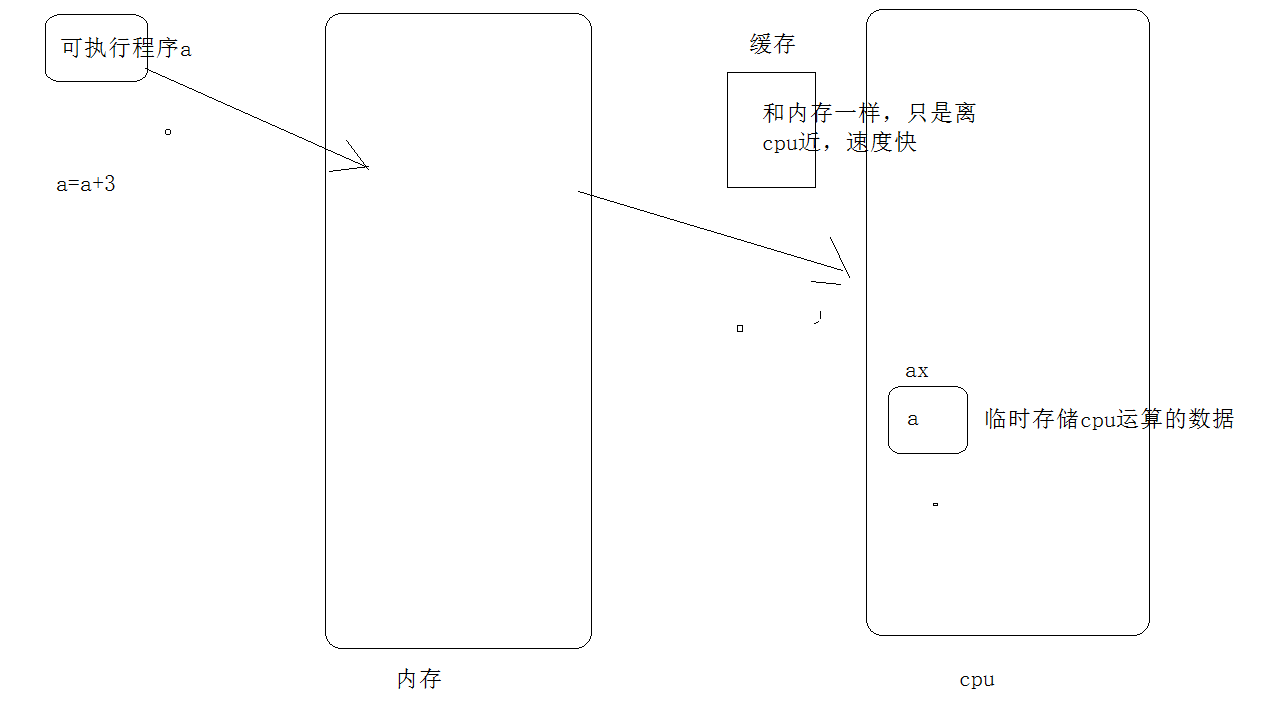 可执行程序a
a=a+3
内存
缓存
和内存一样，只是离
cpu近，速度快
ax
a
临时存储cpu运算的数据
cpu